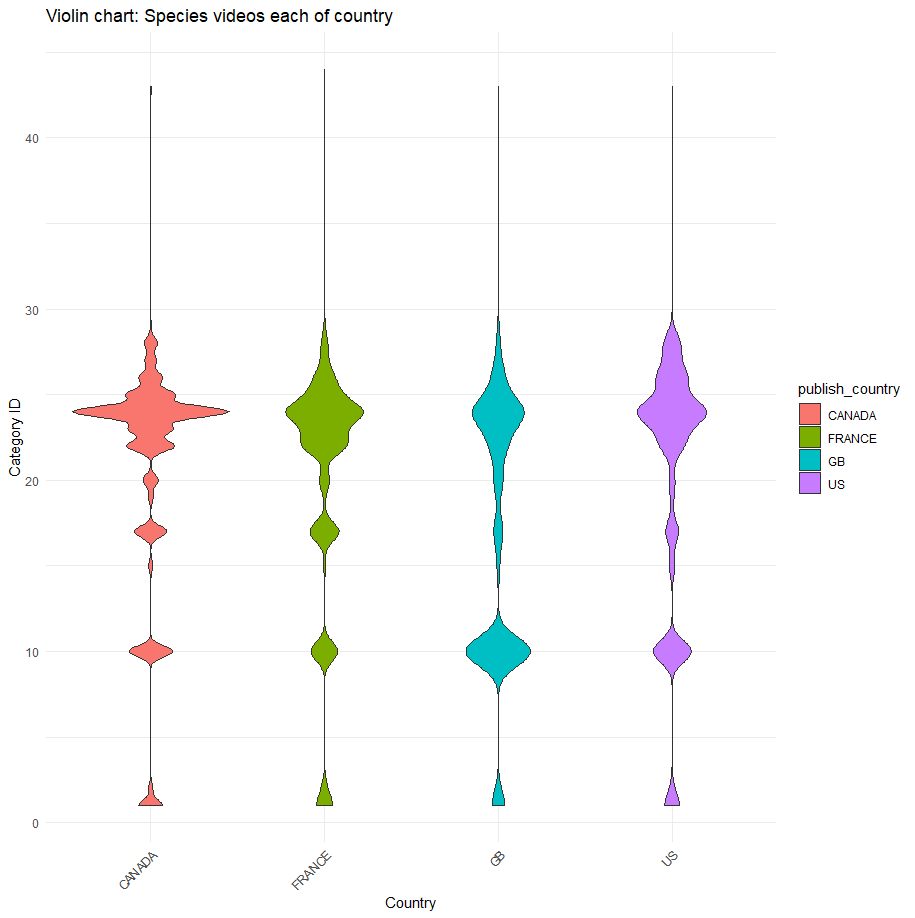 Violin chart: Species videos each of country
Category ID
40
30
20
10
0
CANADA
FRANCE
GB
US
Country
publish_country
CANADA
FRANCE
GB
US